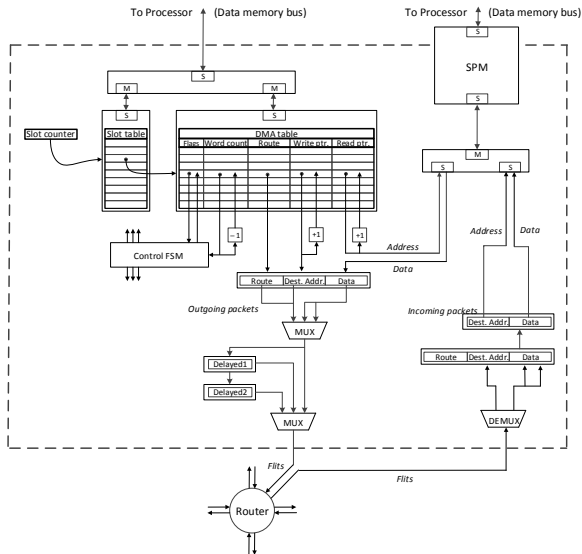 To Processor (Data memory bus)
To Processor (Data memory bus)
S
SPM
S
S
M
M
S
S
M
S
S
Slot counter
Slot table
DMA table
Flags
Word count
Route
Write ptr.
Read ptr.
−1
+1
+1
Control FSM
Address
Data
Address
Data
Route
Dest. Addr.
Data
Outgoing packets
Incoming packets
Dest. Addr.
Data
MUX
Route
Dest. Addr.
Data
Delayed1
Delayed2
MUX
DEMUX
Flits
Flits
Router